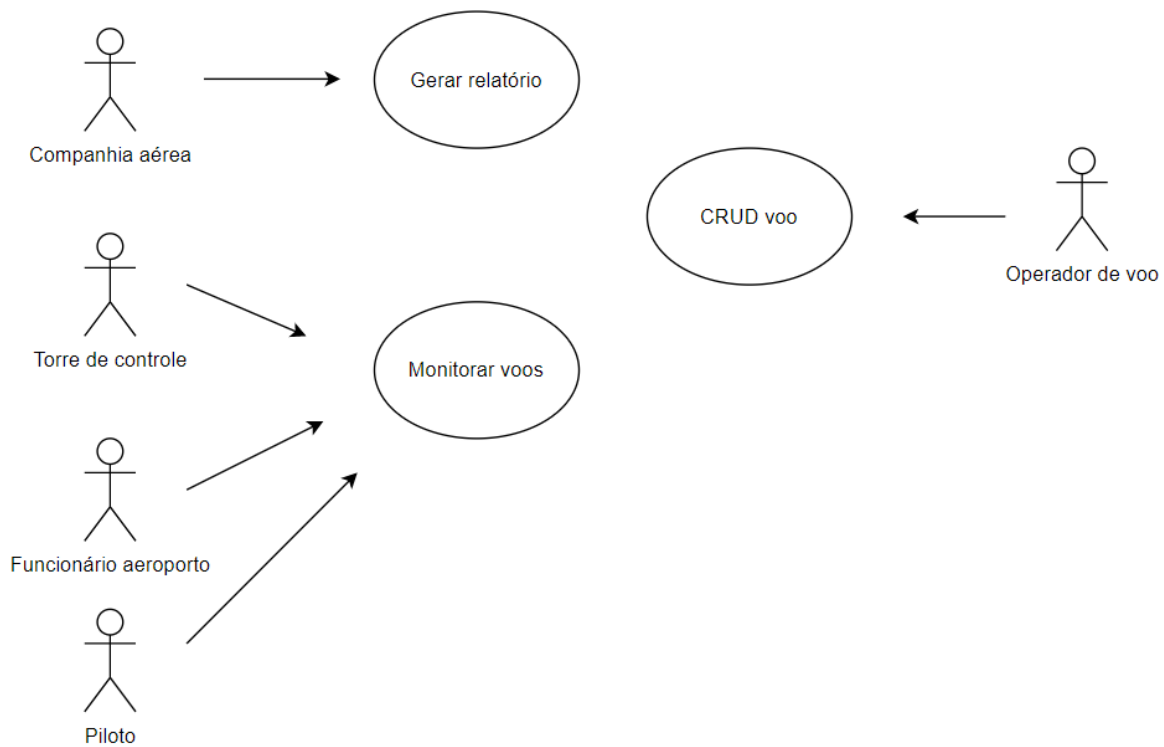 Gerar relatório
Companhia aérea
CRUD voo
Operador de voo
Torre de controle
Monitorar voos
Funcionário aeroporto
Piloto